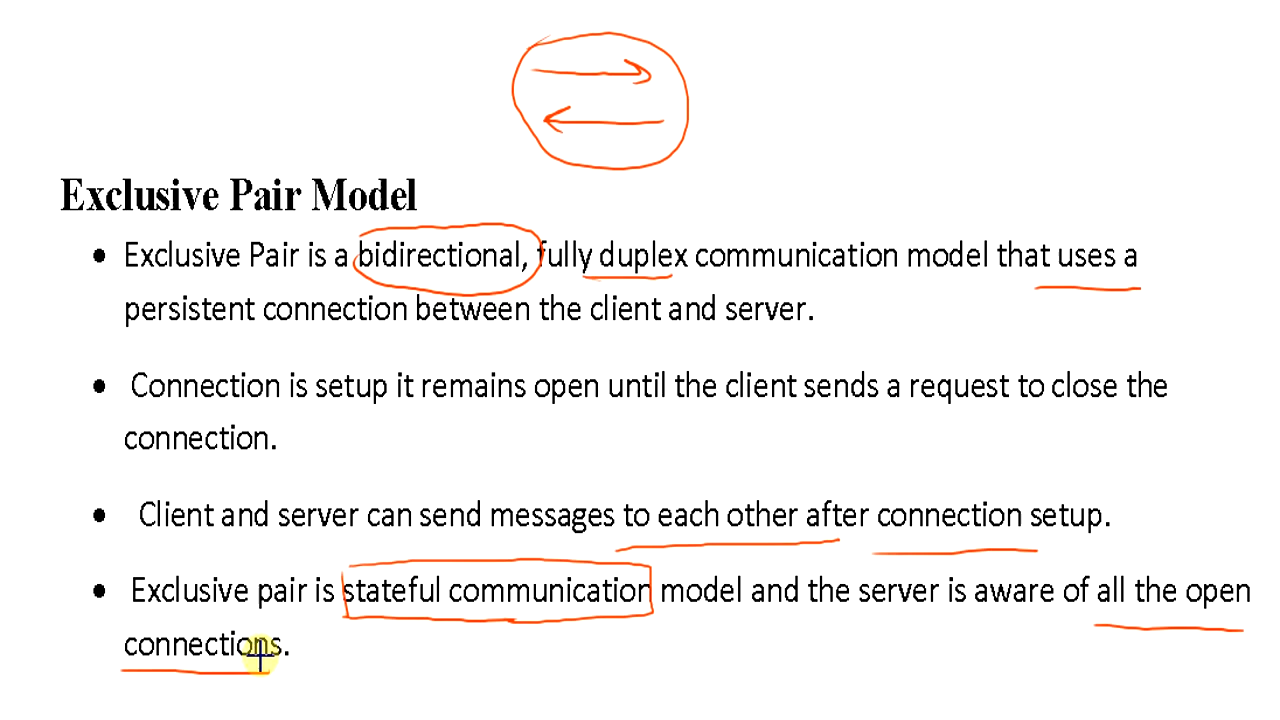 Exclusive Pair Model
• Exclusive Pair is a bidirectional, fully duplex communication model that uses a
persistent connection between the client and server.
• Connection is setup it remains open until the client sends a request to close the
connection.
• Client and server can send messages to each other after connection setup.
• Exclusive pair is stateful communication model and the server is aware of all the open
connections.